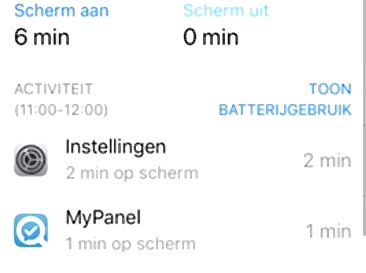 Scherm aan Scherm uit
6 min 0 min
ACTIVITEIT TOON
(11:00-12:00) BATTERIJGEBRUIK
Instellingen
2 min op scherm 2 min
MyPanel
1 min op scherm 1 min